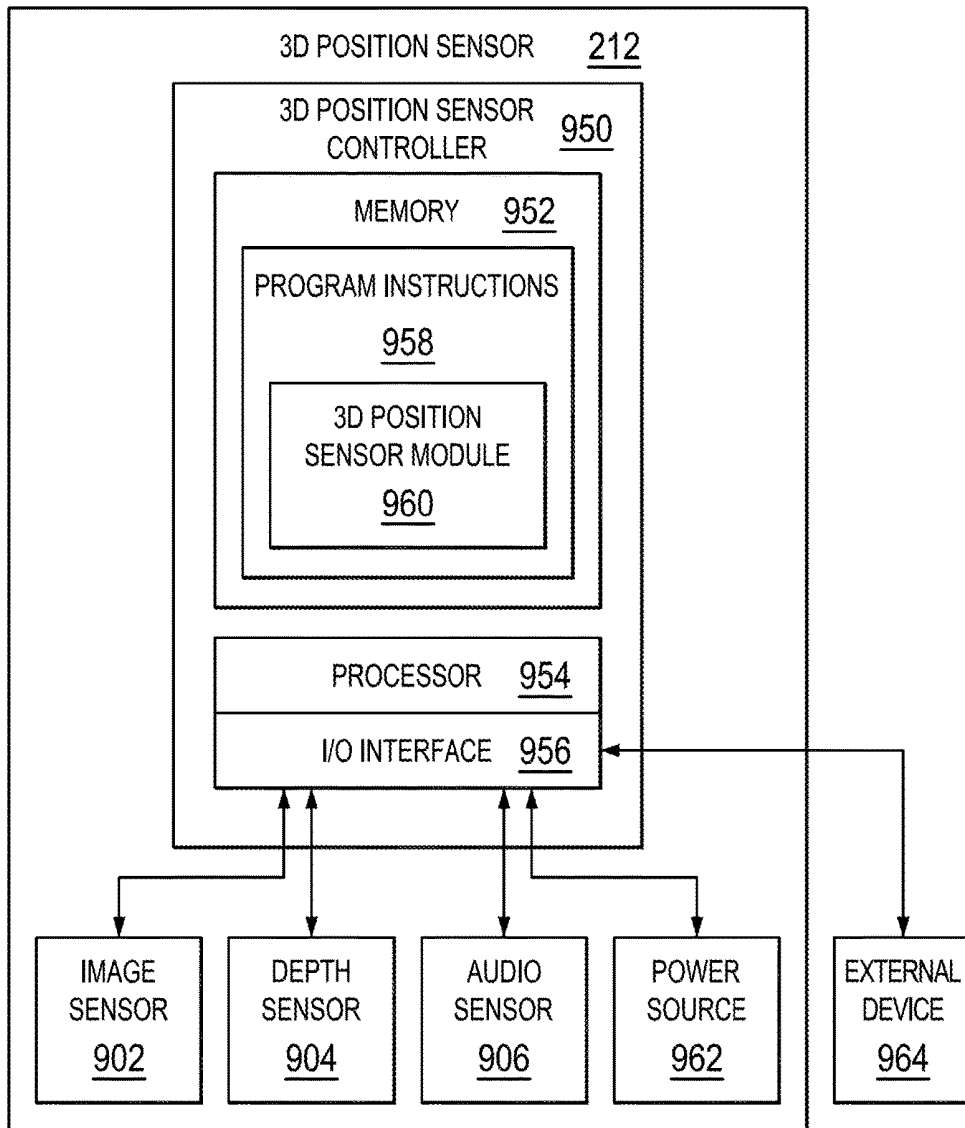 3D POSITION SENSOR 212
3D POSITION SENSOR
CONTROLLER 950
MEMORY 952
PROGRAM INSTRUCTIONS
958
3D POSITION
SENSOR MODULE
960
PROCESSOR 954
I/O INTERFACE 956
IMAGE
SENSOR
902
DEPTH
SENSOR
904
AUDIO
SENSOR
906
POWER
SOURCE
962
EXTERNAL
DEVICE
964